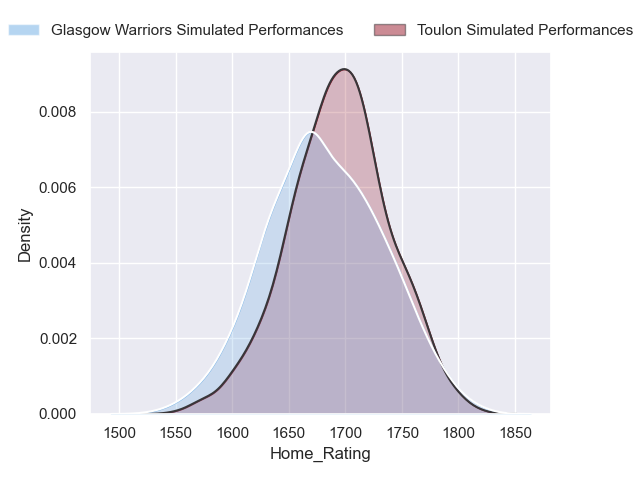 Glasgow Warriors Simulated Performances Toulon Simulated Performances
Density
0.008
0.006
0.004
0.002
0.000
1500 1550 1600 1650 1700 1750 1800 1850
Home_Rating